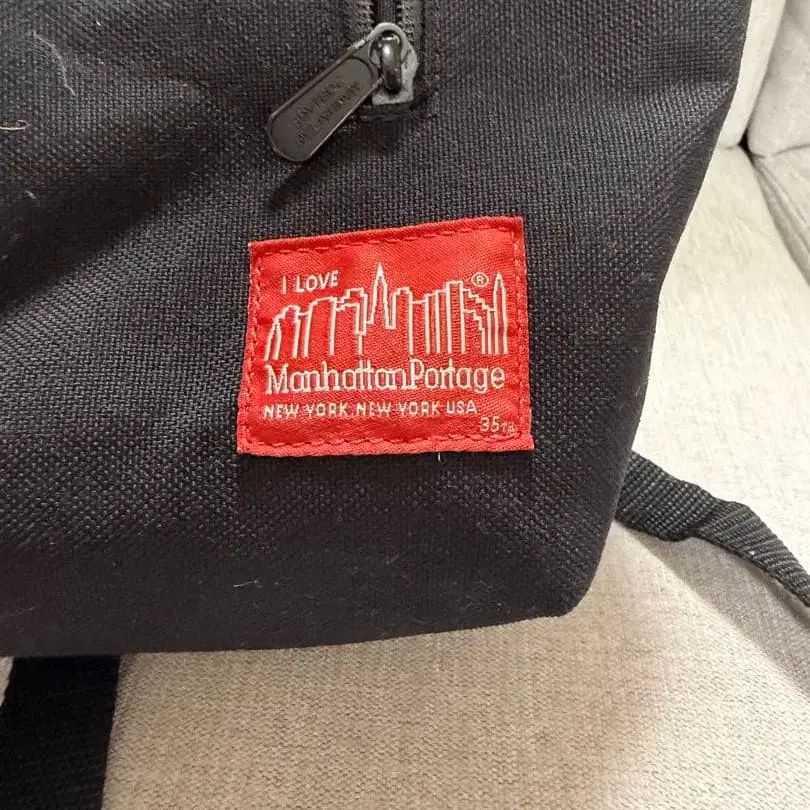 I LOVE
®
ManhattanPortage
NEW YORK, NEW YORK USA
35TH